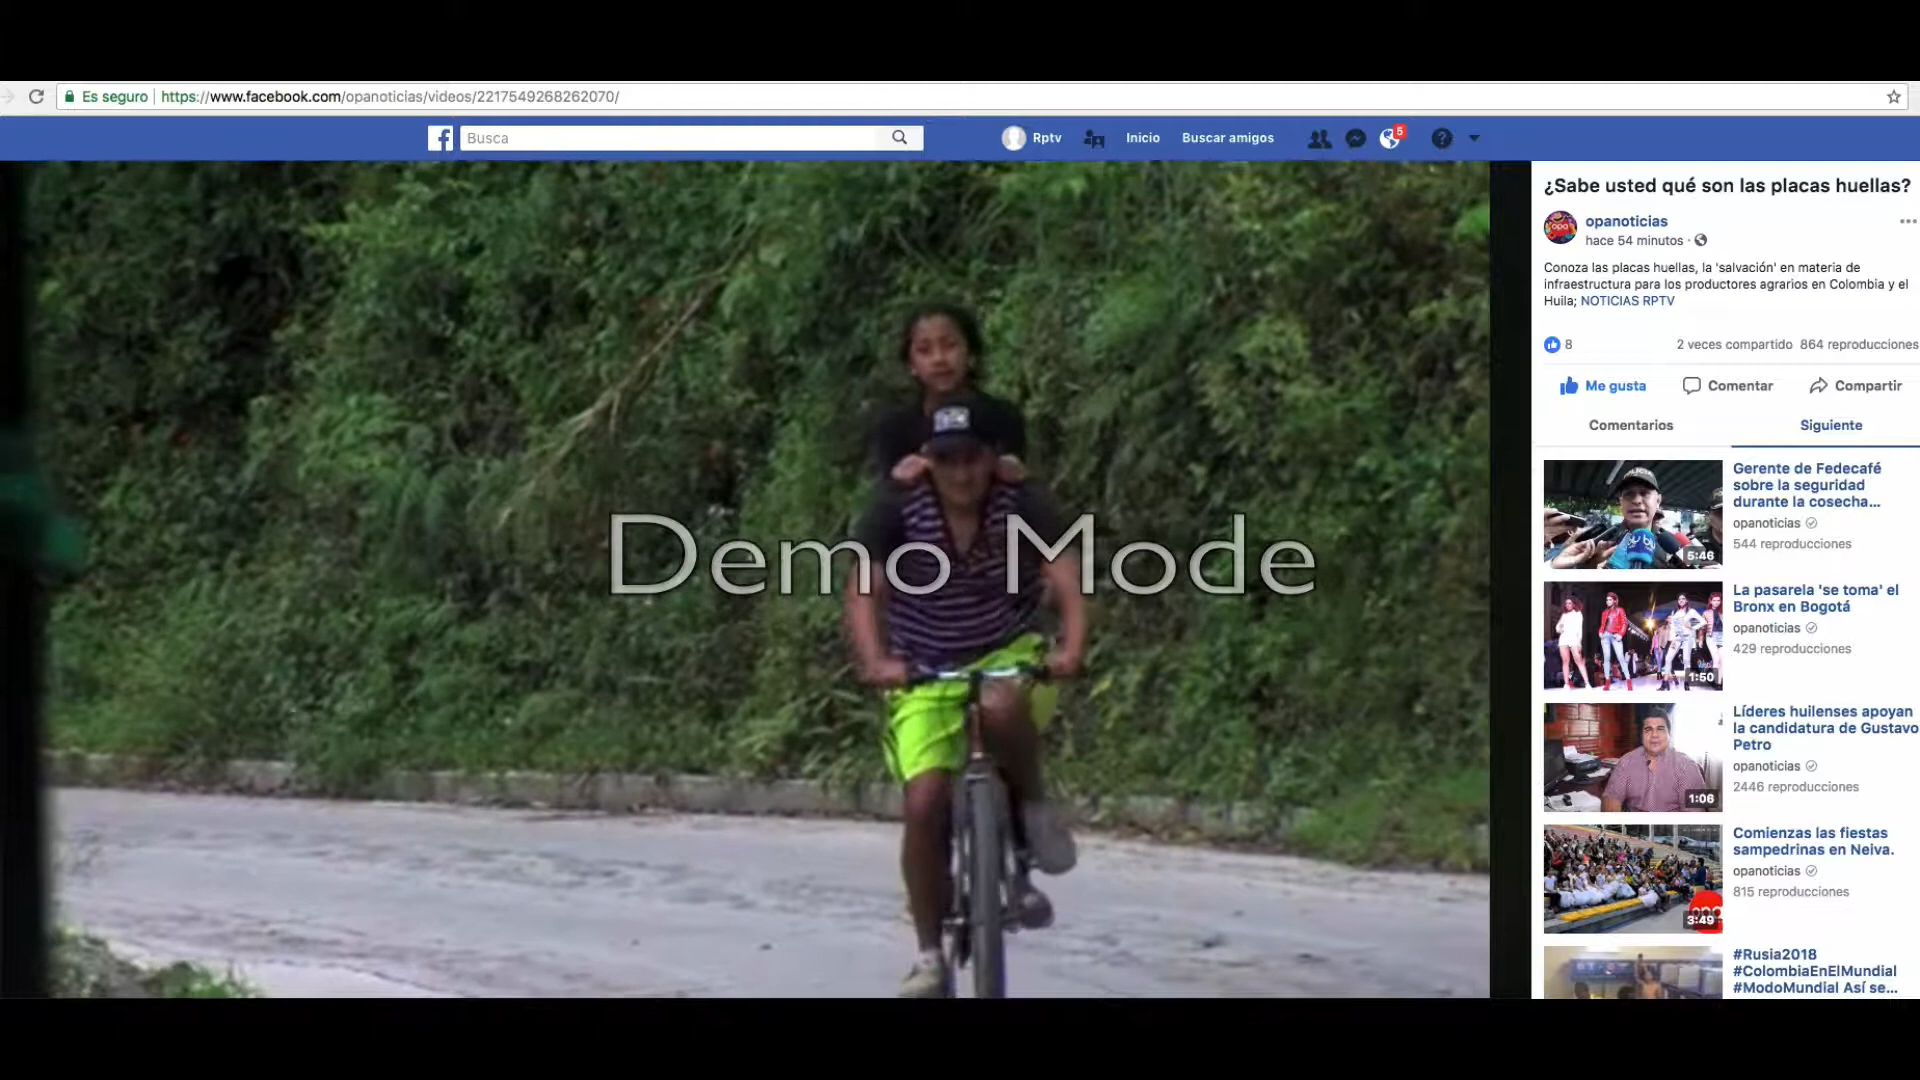 Es seguro | https://www.facebook.com/opanoticias/videos/2217549268262070/
Busca
Rptv
Inicio
Buscar amigos
5
?
¿Sabe usted qué son las placas huellas?
opa
opanoticias
hace 54 minutos ·
Conoza las placas huellas, la 'salvación' en materia de
infraestructura para los productores agrarios en Colombia y el
Huila; NOTICIAS RPTV
8
2 veces compartido 864 reproducciones
Me gusta
Comentar
Compartir
Comentarios
Siguiente
Gerente de Fedecafé
sobre la seguridad
durante la cosecha...
opanoticias
544 reproducciones
5:46
La pasarela 'se toma' el
Bronx en Bogotá
opanoticias
429 reproducciones
1:50
Líderes huilenses apoyan
la candidatura de Gustavo
Petro
opanoticias
2446 reproducciones
1:06
Comienzas las fiestas
sampedrinas en Neiva.
opanoticias
815 reproducciones
3:49
#Rusia2018
#ColombiaEnElMundial
#ModoMundial Así se...
Demo Mode